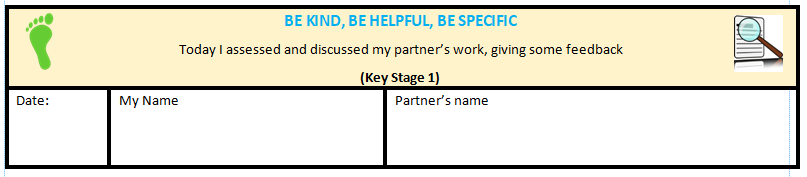 BE KIND, BE HELPFUL, BE SPECIFIC
Today I assessed and discussed my partner's work, giving some feedback
(Key Stage 1)
Date:
My Name
Partner's name